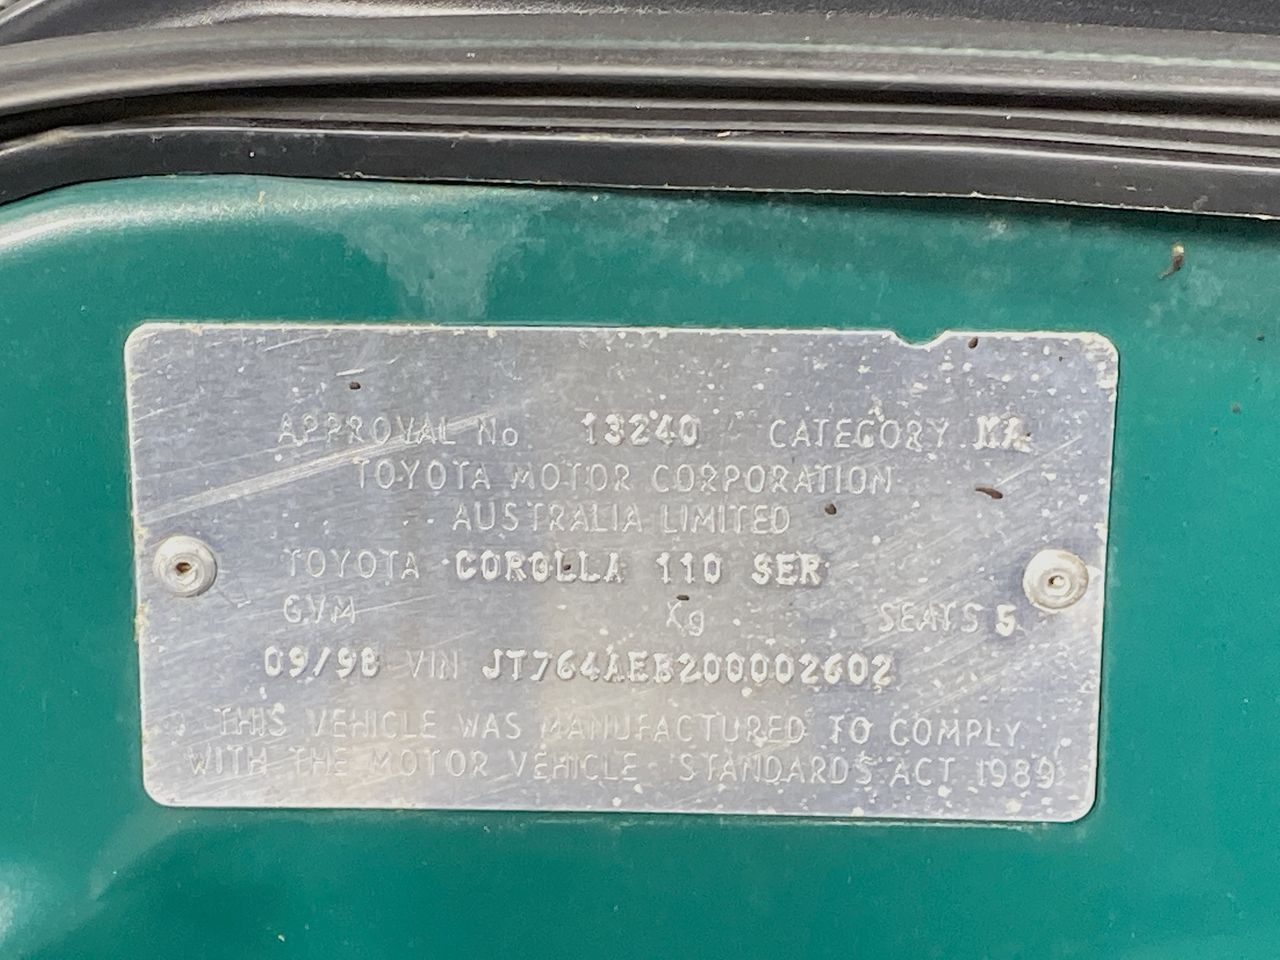 APPROVAL No 13240 CATEGORY MA
TOYOTA MOTOR CORPORATION
AUSTRALIA LIMITED
TOYOTA COROLLA 110 SER
GVM Kg SEATS 5
09/98 VIN JT764AEB200002602
THIS VEHICLE WAS MANUFACTURED TO COMPLY
WITH THE MOTOR VEHICLE STANDARDS ACT 1989